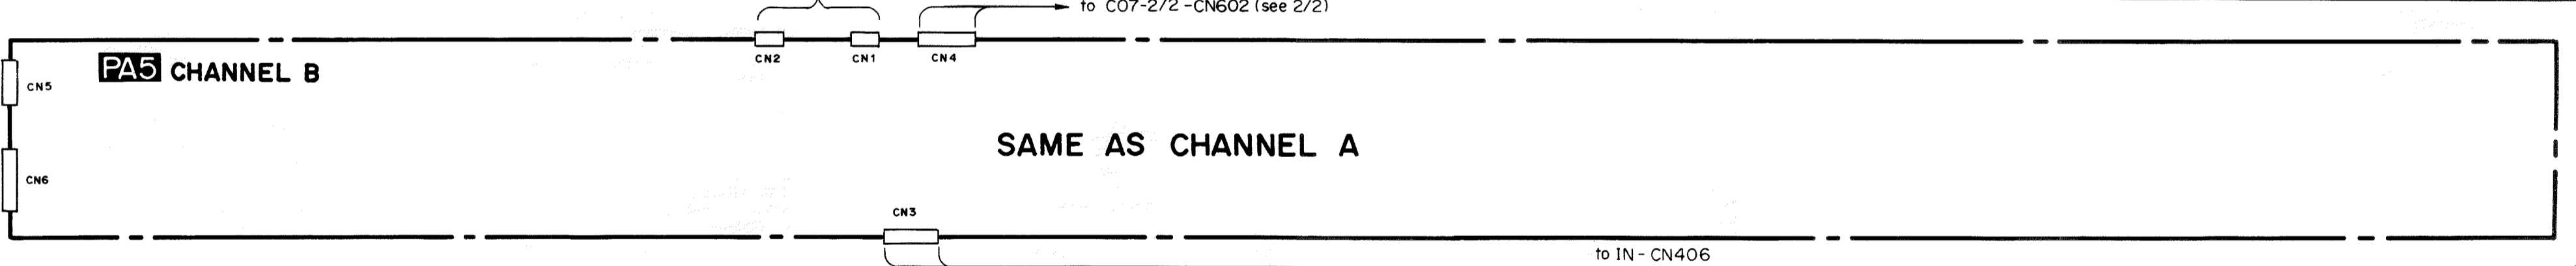 to CO7-2/2-CN602 (see 2/2)
CN2
CN1
CN4
PA5 CHANNEL B
CN5
SAME AS CHANNEL A
CN6
CN3
to IN-CN406